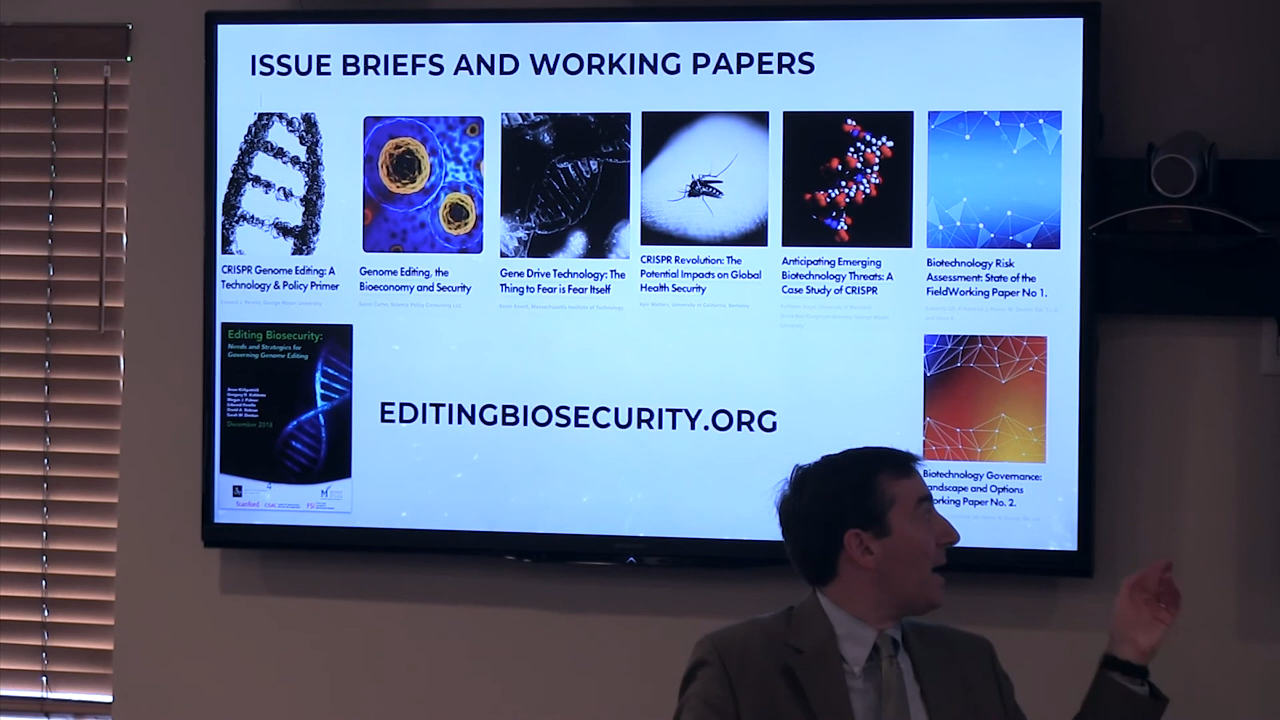 ISSUE BRIEFS AND WORKING PAPERS
CRISPR Genome Editing: A
Technology & Policy Primer
Genome Editing, the
Bioeconomy and Security
Gene Drive Technology: The
Thing to Fear is Fear Itself
CRISPR Revolution: The
Potential Impacts on Global
Health Security
Anticipating Emerging
Biotechnology Threats: A
Case Study of CRISPR
Biotechnology Risk
Assessment: State of the
FieldWorking Paper No 1.
Editing Biosecurity:
Needs and Strategies for
Governing Genome Editing
December 2018
Stanford
EDITINGBIOSECURITY.ORG
Biotechnology Governance:
Landscape and Options
Working Paper No. 2.